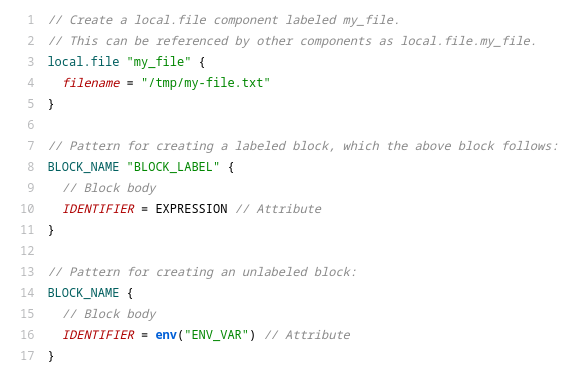 1 // Create a local.file component labeled my_file.
2 // This can be referenced by other components as local.file.my_file.
3 local.file "my_file" {
4   filename = "/tmp/my-file.txt"
5 }
6
7 // Pattern for creating a labeled block, which the above block follows:
8 BLOCK_NAME "BLOCK_LABEL" {
9   // Block body
10   IDENTIFIER = EXPRESSION // Attribute
11 }
12
13 // Pattern for creating an unlabeled block:
14 BLOCK_NAME {
15   // Block body
16   IDENTIFIER = env("ENV_VAR") // Attribute
17 }